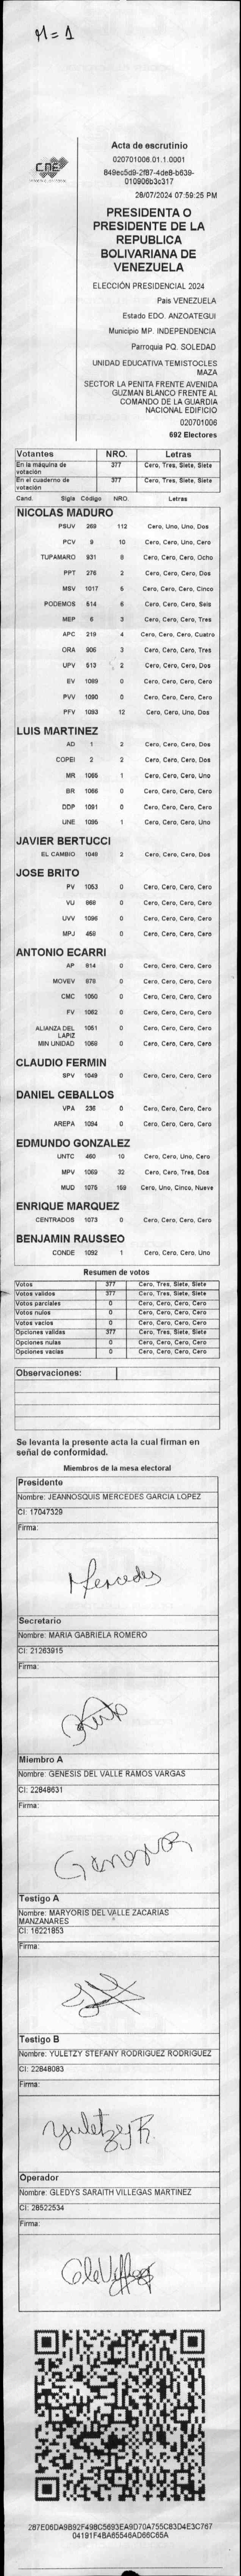 M = 1
CNE
Acta de escrutinio
020701006.01.1.0001
849ec5d9-2f87-4de8-b639-
010906b3c317
28/07/2024 07:59:25 PM
PRESIDENTA O
PRESIDENTE DE LA
REPUBLICA
BOLIVARIANA DE
VENEZUELA
ELECCIÓN PRESIDENCIAL 2024
Pais VENEZUELA
Estado EDO. ANZOATEGUI
Municipio MP. INDEPENDENCIA
Parroquia PQ. SOLEDAD
UNIDAD EDUCATIVA TEMISTOCLES
MAZA
SECTOR LA PENITA FRENTE AVENIDA
GUZMAN BLANCO FRENTE AL
COMANDO DE LA GUARDIA
NACIONAL EDIFICIO
020701006
692 Electores
Votantes NRO. Letras
En la máquina de votación 377 Cero, Tres, Siete, Siete
En el cuaderno de votación 377 Cero, Tres, Siete, Siete
Cand. Sigla Código NRO. Letras
NICOLAS MADURO
PSUV 269 112 Cero, Uno, Uno, Dos
PCV 9 10 Cero, Cero, Uno, Cero
TUPAMARO 931 8 Cero, Cero, Cero, Ocho
PPT 276 2 Cero, Cero, Cero, Dos
MSV 1017 5 Cero, Cero, Cero, Cinco
PODEMOS 514 6 Cero, Cero, Cero, Seis
MEP 6 3 Cero, Cero, Cero, Tres
APC 219 4 Cero, Cero, Cero, Cuatro
ORA 906 3 Cero, Cero, Cero, Tres
UPV 513 2 Cero, Cero, Cero, Dos
EV 1089 0 Cero, Cero, Cero, Cero
PVV 1090 0 Cero, Cero, Cero, Cero
PFV 1093 12 Cero, Cero, Uno, Dos
LUIS MARTINEZ
AD 1 2 Cero, Cero, Cero, Dos
COPEI 2 2 Cero, Cero, Cero, Dos
MR 1065 1 Cero, Cero, Cero, Uno
BR 1066 0 Cero, Cero, Cero, Cero
DDP 1091 0 Cero, Cero, Cero, Cero
UNE 1095 1 Cero, Cero, Cero, Uno
JAVIER BERTUCCI
EL CAMBIO 1048 2 Cero, Cero, Cero, Dos
JOSE BRITO
PV 1053 0 Cero, Cero, Cero, Cero
VU 868 0 Cero, Cero, Cero, Cero
UVV 1096 0 Cero, Cero, Cero, Cero
MPJ 459 0 Cero, Cero, Cero, Cero
ANTONIO ECARRI
AP 814 0 Cero, Cero, Cero, Cero
MOVEV 878 0 Cero, Cero, Cero, Cero
CMC 1050 0 Cero, Cero, Cero, Cero
FV 1062 0 Cero, Cero, Cero, Cero
ALIANZA DEL LAPIZ 1051 0 Cero, Cero, Cero, Cero
MIN UNIDAD 1068 0 Cero, Cero, Cero, Cero
CLAUDIO FERMIN
SPV 1049 0 Cero, Cero, Cero, Cero
DANIEL CEBALLOS
VPA 236 0 Cero, Cero, Cero, Cero
AREPA 1094 0 Cero, Cero, Cero, Cero
EDMUNDO GONZALEZ
UNTC 460 10 Cero, Cero, Uno, Cero
MPV 1059 32 Cero, Cero, Tres, Dos
MUD 1075 159 Cero, Uno, Cinco, Nueve
ENRIQUE MARQUEZ
CENTRADOS 1073 0 Cero, Cero, Cero, Cero
BENJAMIN RAUSSEO
CONDE 1092 1 Cero, Cero, Cero, Uno
Resumen de votos
Votos 377 Cero, Tres, Siete, Siete
Votos validos 377 Cero, Tres, Siete, Siete
Votos parciales 0 Cero, Cero, Cero, Cero
Votos nulos 0 Cero, Cero, Cero, Cero
Votos vacios 0 Cero, Cero, Cero, Cero
Opciones validas 377 Cero, Tres, Siete, Siete
Opciones nulas 0 Cero, Cero, Cero, Cero
Opciones vacias 0 Cero, Cero, Cero, Cero
Observaciones:
Se levanta la presente acta la cual firman en
señal de conformidad.
Miembros de la mesa electoral
Presidente
Nombre: JEANNOSQUIS MERCEDES GARCIA LOPEZ
CI: 17047329
Firma:
Mercedes
Secretario
Nombre: MARIA GABRIELA ROMERO
CI: 21263915
Firma:
Miembro A
Nombre: GENESIS DEL VALLE RAMOS VARGAS
CI: 22848631
Firma:
Testigo A
Nombre: MARYORIS DEL VALLE ZACARIAS
MANZANARES
CI: 16221853
Firma:
Testigo B
Nombre: YULETZY STEFANY RODRIGUEZ RODRIGUEZ
CI: 22848083
Firma:
Yuletzy R.
Operador
Nombre: GLEDYS SARAITH VILLEGAS MARTINEZ
CI: 28522534
Firma:
287E06DA9B92F498C5693EA9D70A755C83D4E3C767
04191F4BA65546AD66C65A